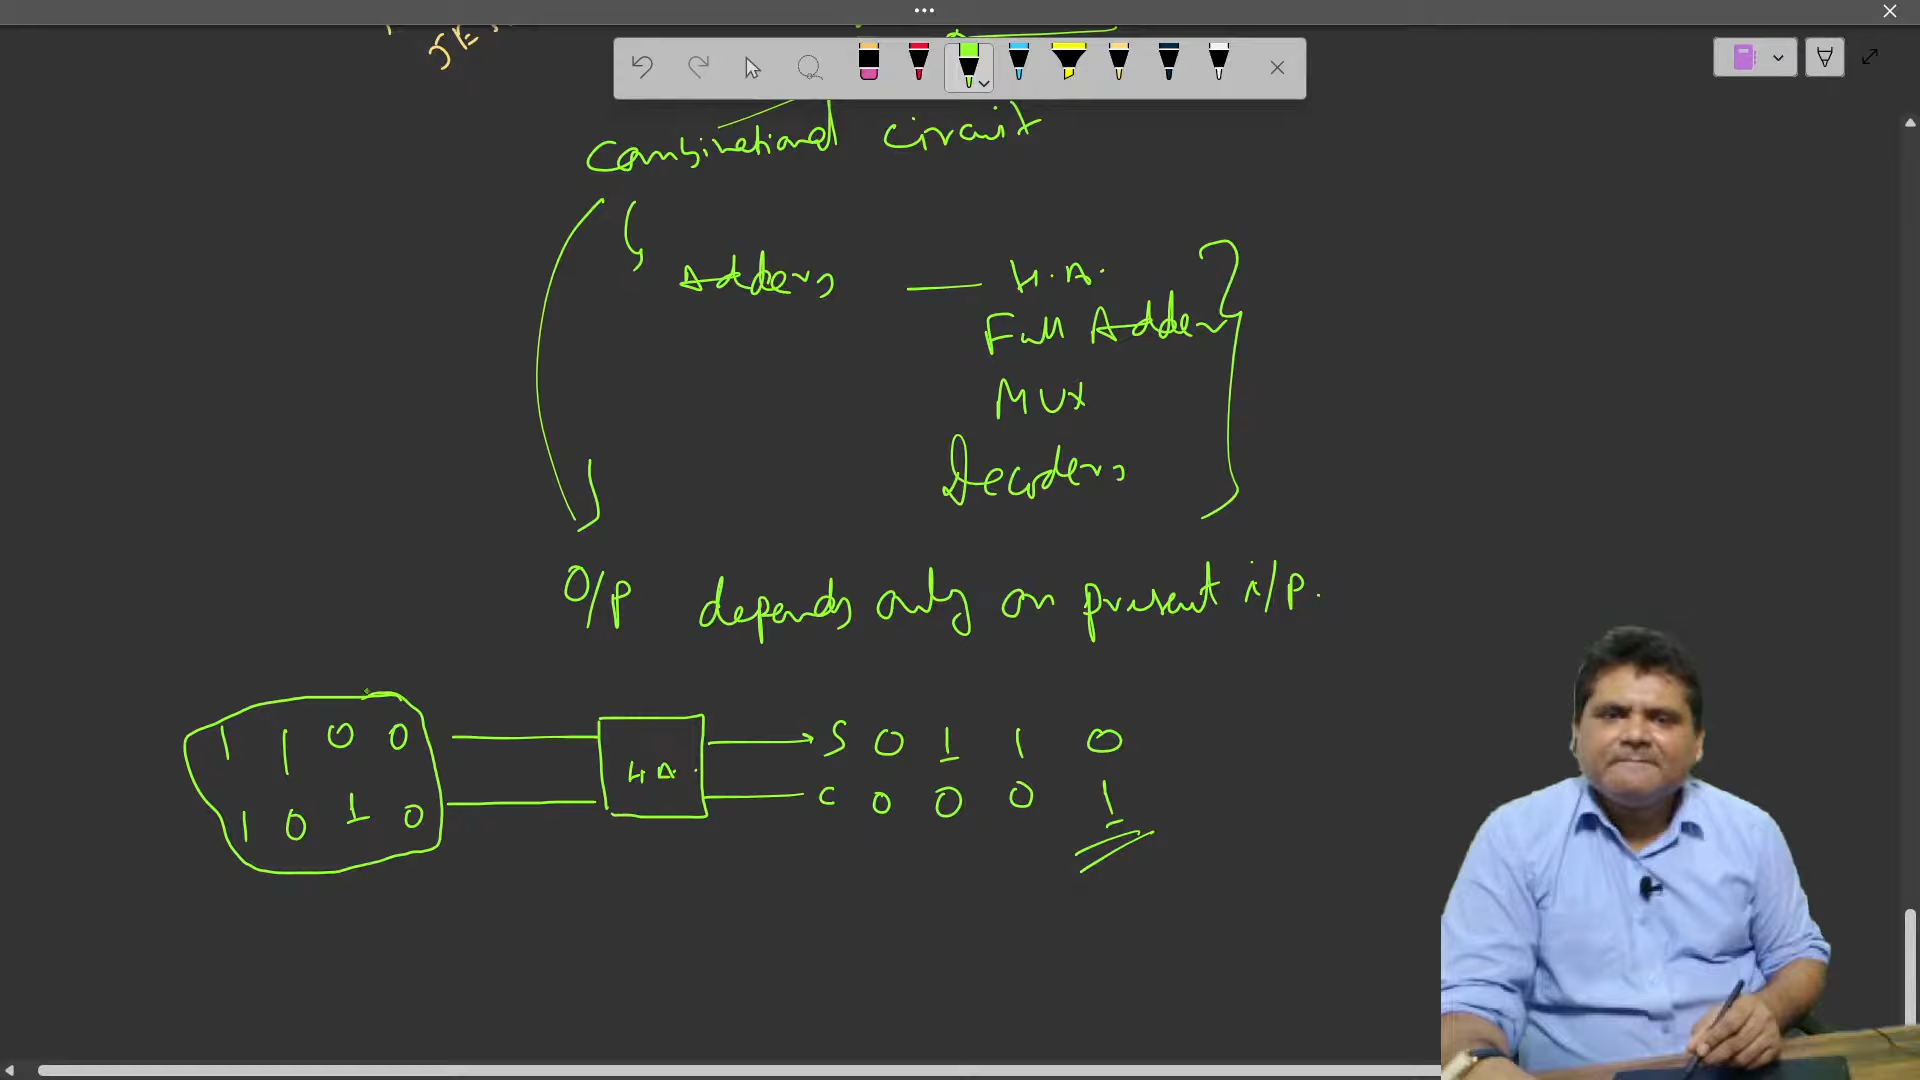 Combinational Circuit
Adders — H.A.
Full Adder
MUX
Decoders
O/P depends only on present i/p.
1 1 0 0
1 0 1 0
H.A.
S 0 1 1 0
C 0 0 0 1